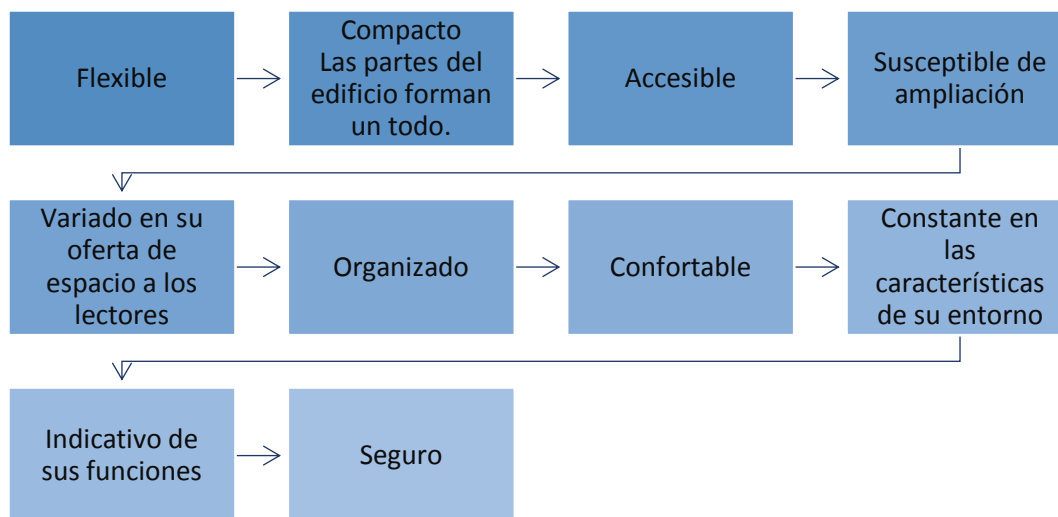 Flexible
Compacto
Las partes del
edificio forman
un todo.
Accesible
Susceptible de
ampliación
Variado en su
oferta de
espacio a los
lectores
Organizado
Confortable
Constante en
las
características
de su entorno
Indicativo de
sus funciones
Seguro